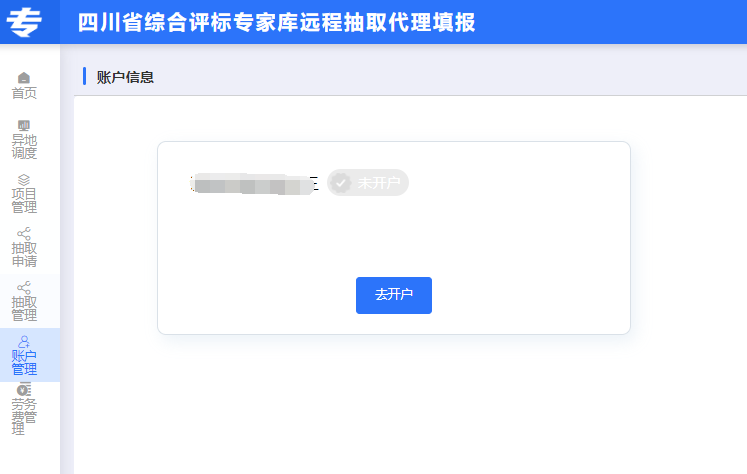 专
四川省综合评标专家库远程抽取代理填报
账户信息
首页
异地
调度
项目
管理
抽取
申请
抽取
管理
账户
管理
劳务
费管
理
未开户
去开户